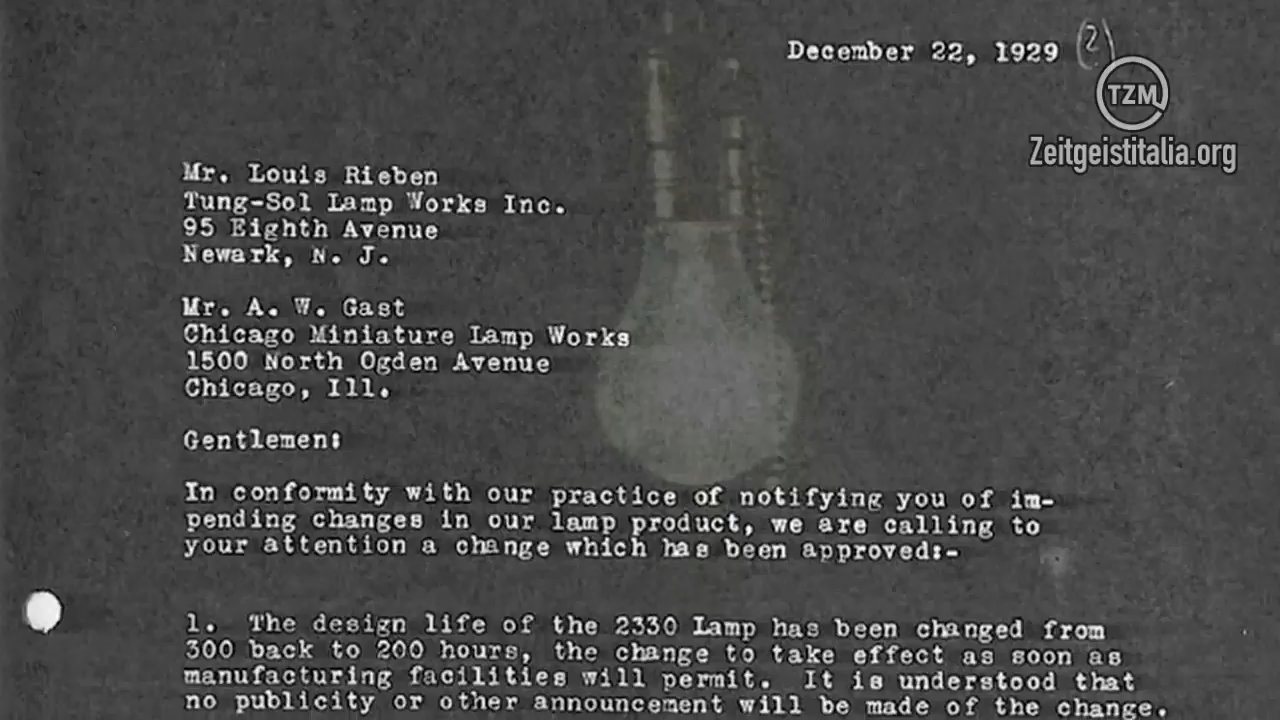 December 22, 1929 (2)
TZM
Zeitgeistitalia.org
Mr. Louis Rieben
Tung-Sol Lamp Works Inc.
95 Eighth Avenue
Newark, N. J.
Mr. A. W. Gast
Chicago Miniature Lamp Works
1500 North Ogden Avenue
Chicago, Ill.
Gentlemen:
In conformity with our practice of notifying you of im-
pending changes in our lamp product, we are calling to
your attention a change which has been approved:-
1. The design life of the 2330 Lamp has been changed from
300 back to 200 hours, the change to take effect as soon as
manufacturing facilities will permit. It is understood that
no publicity or other announcement will be made of the change.